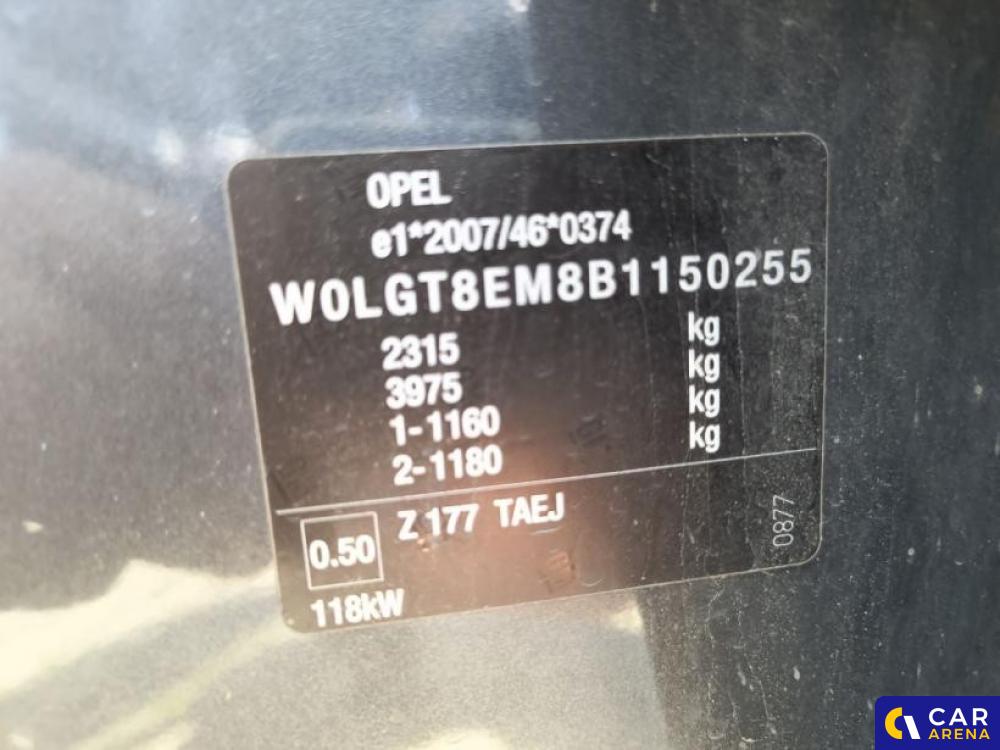 OPEL
e1*2007/46*0374
W0LGT8EM8B1150255
2315 kg
3975 kg
1-1160 kg
2-1180 kg
0.50 Z 177 TAEJ
118kW
0877
CAR
ARENA